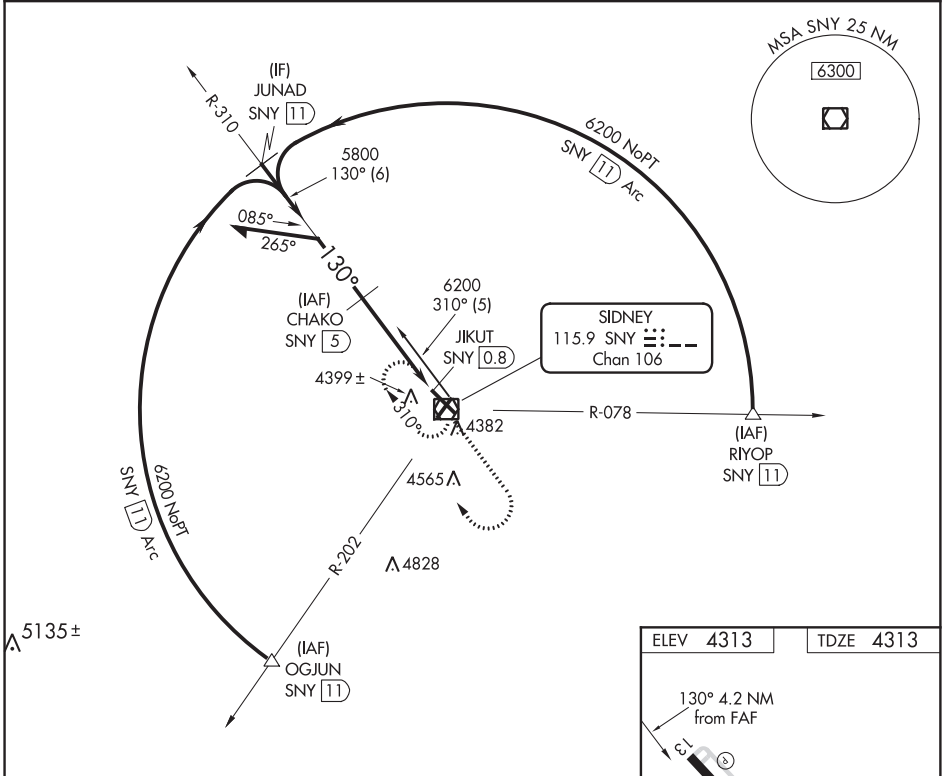 MSA SNY 25 NM
6300
(IF)
JUNAD
SNY 11
R-310
5800
130° (6)
6200 NoPT
SNY 11 Arc
085°
265°
130°
(IAF)
CHAKO
SNY 5
6200
310° (5)
JIKUT
SNY 0.8
SIDNEY
115.9 SNY
Chan 106
4399 ±
310°
4382
R-078
(IAF)
RIYOP
SNY 11
4565
6200 NoPT
SNY 11 Arc
R-202
4828
5135 ±
(IAF)
OGJUN
SNY 11
ELEV 4313
TDZE 4313
130° 4.2 NM
from FAF
13
P